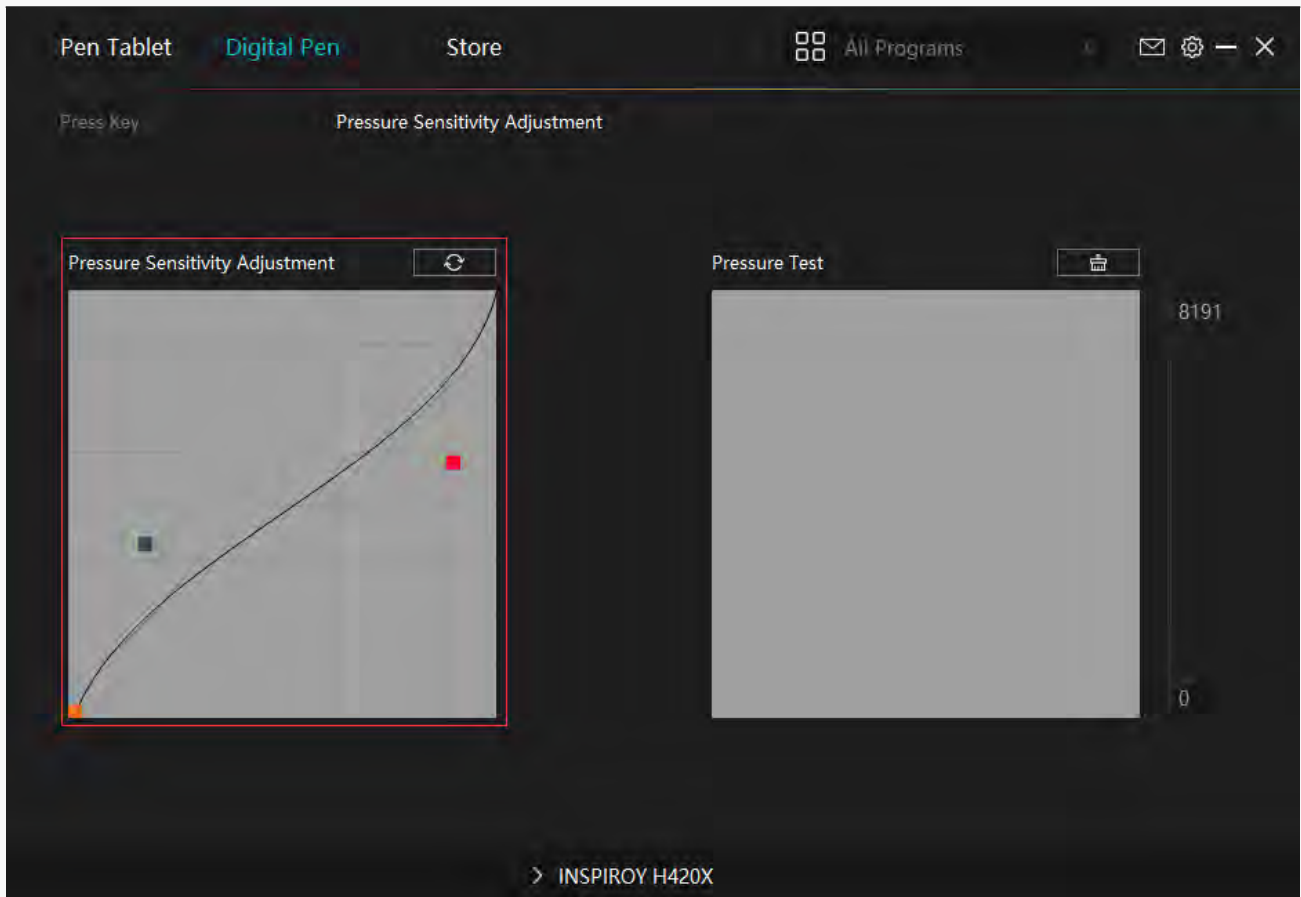 Pen Tablet Digital Pen Store All Programs
Press Key Pressure Sensitivity Adjustment
Pressure Sensitivity Adjustment Pressure Test
8191
0
INSPIROY H420X